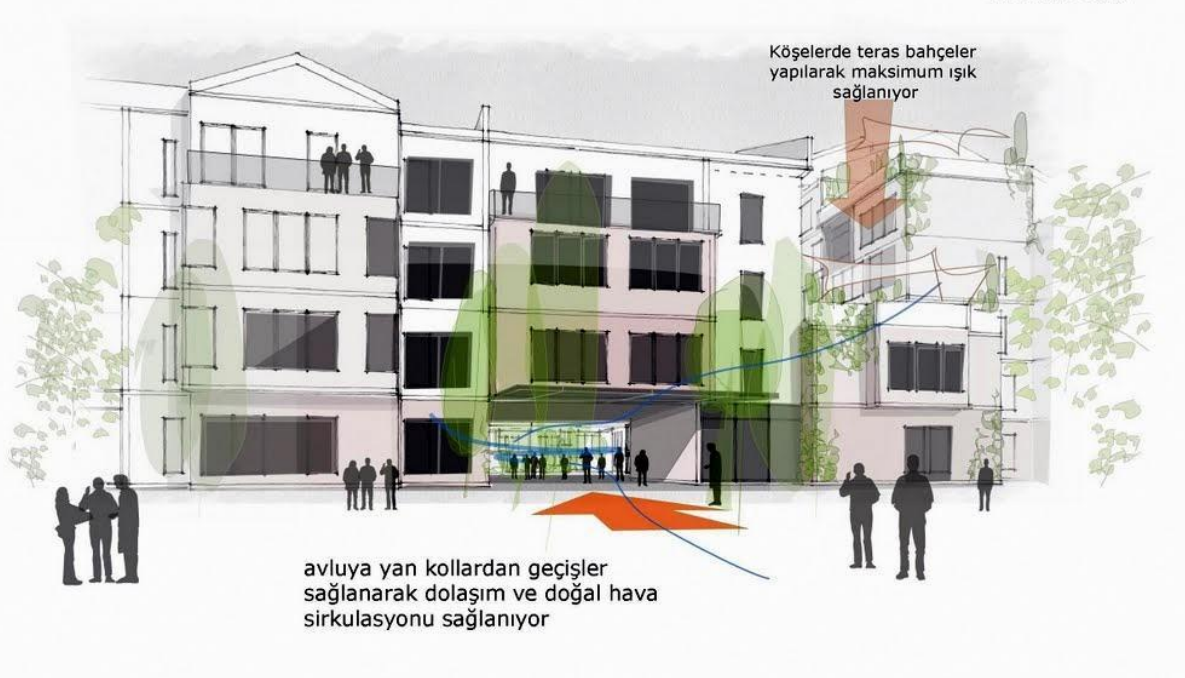 Köşelerde teras bahçeler
yapılarak maksimum ışık
sağlanıyor
avluya yan kollardan geçişler
sağlanarak dolaşım ve doğal hava
sirkulasyonu sağlanıyor